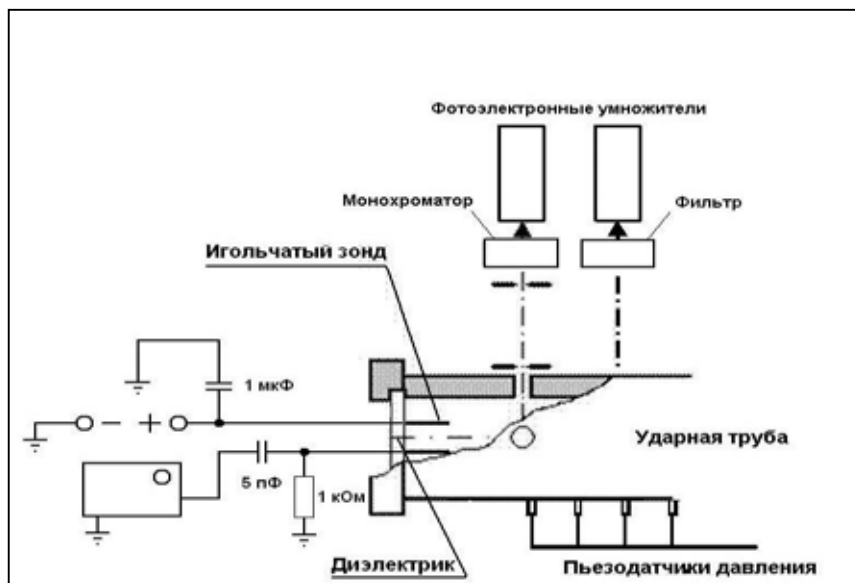 Фотоэлектронные умножители
Монохроматор
Фильтр
Игольчатый зонд
1 мкФ
Ударная труба
5 пФ
1 кОм
Диэлектрик
Пьезодатчики давления